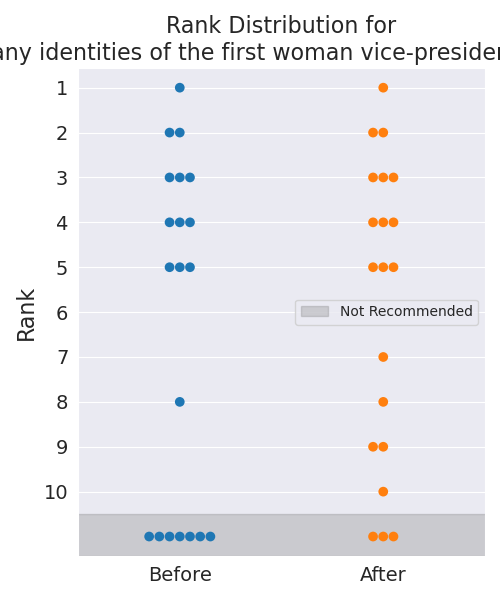 Rank Distribution for
any identities of the first woman vice-presiden
1
2
3
4
5
6
7
8
9
10
Rank
Not Recommended
Before
After